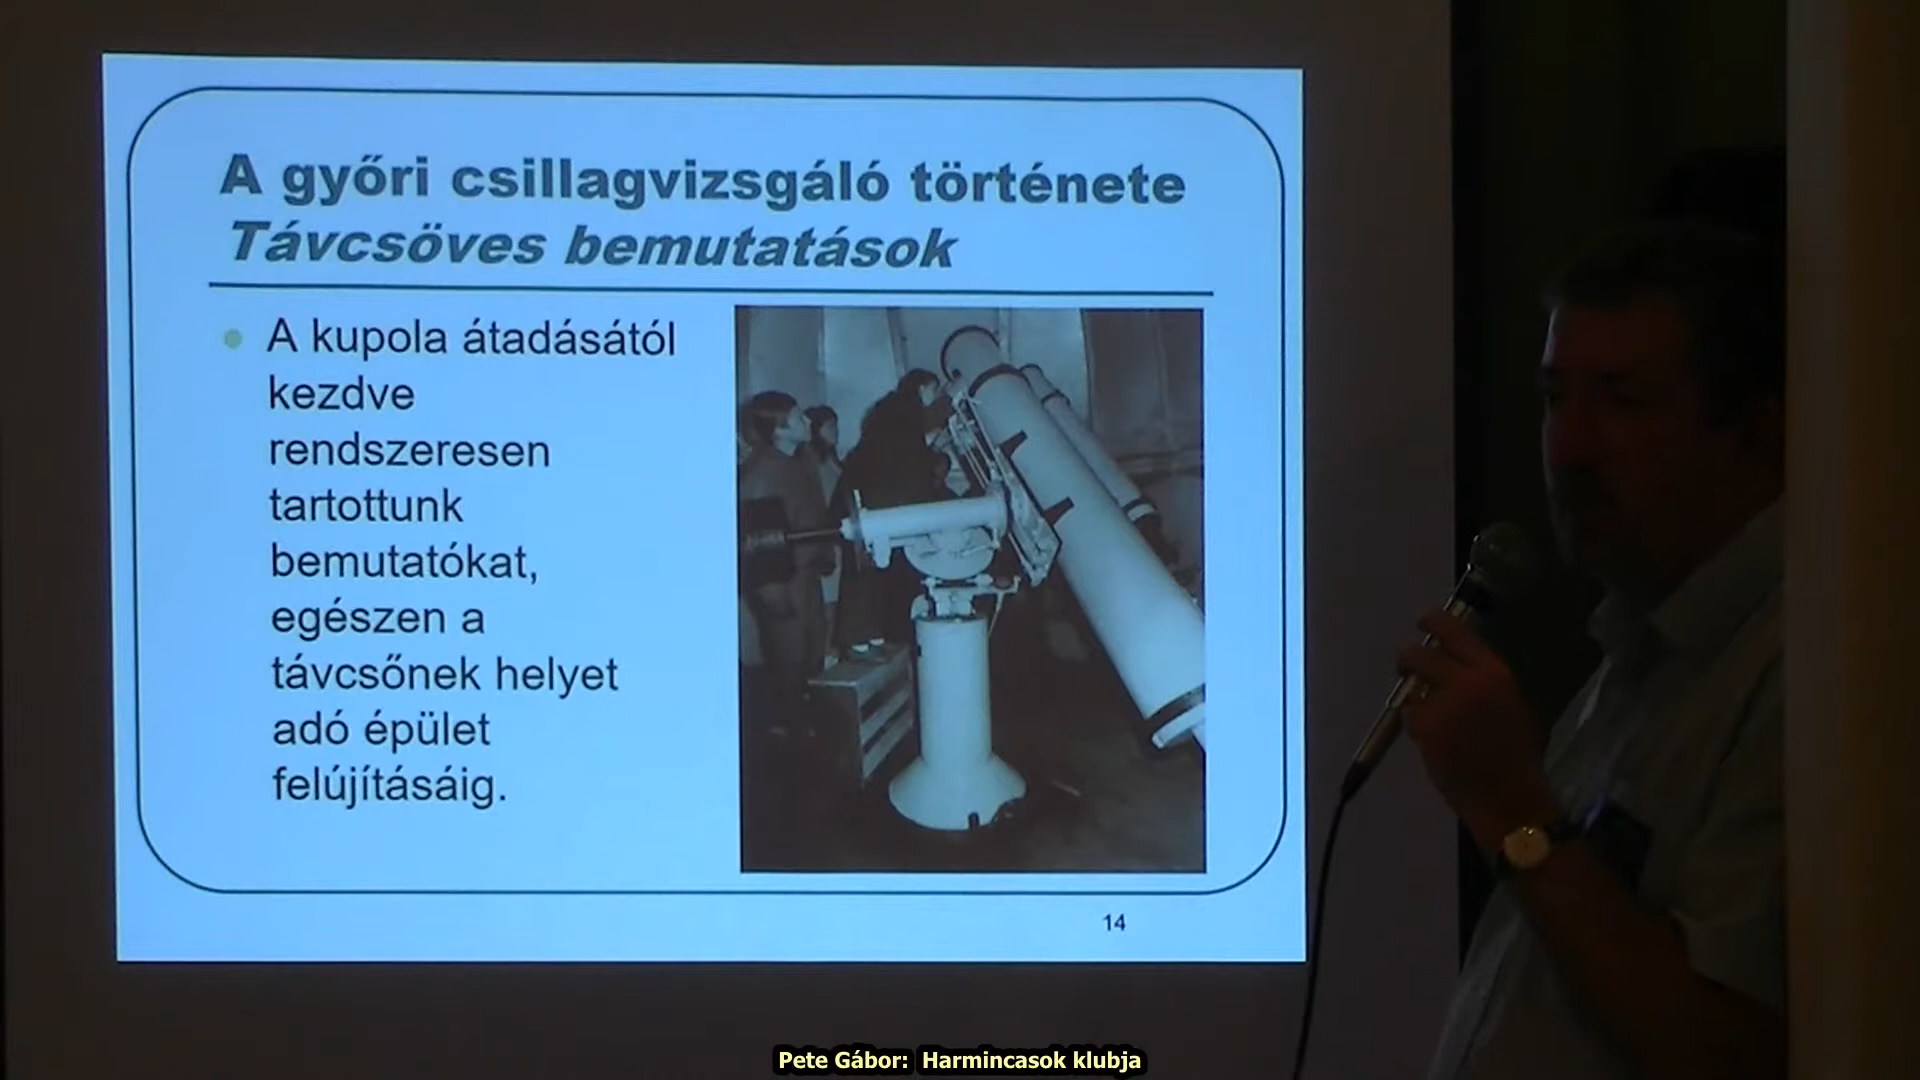 A győri csillagvizsgáló története
Távcsöves bemutatások
A kupola átadásától
kezdve
rendszeresen
tartottunk
bemutatókat,
egészen a
távcsőnek helyet
adó épület
felújításáig.
14
Pete Gábor: Harmincasok klubja